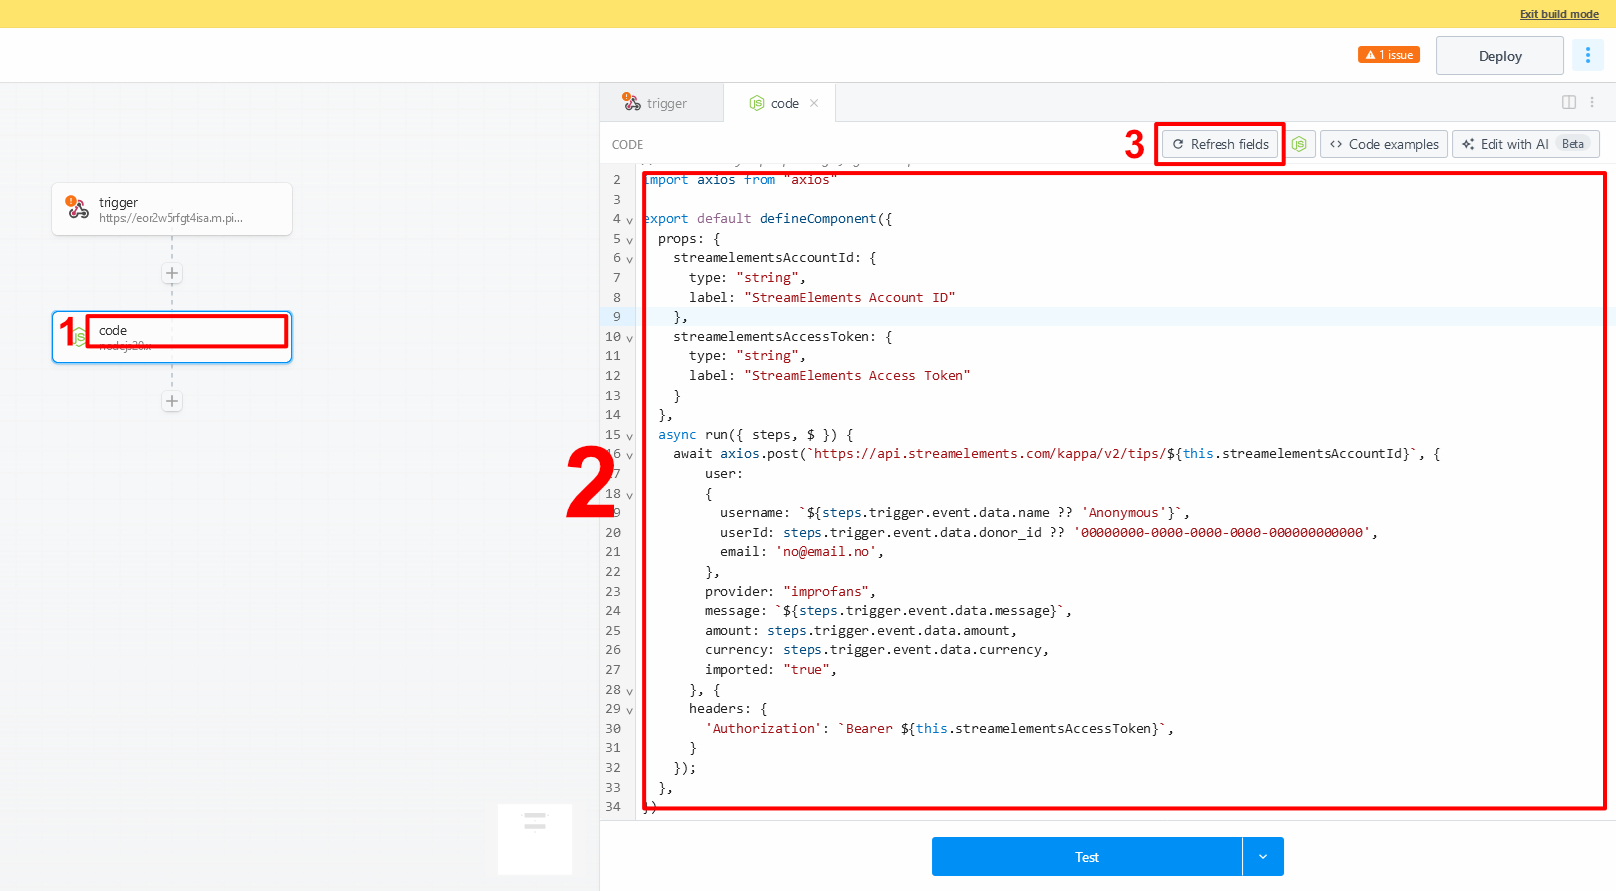 Exit build mode
1 issue
Deploy
trigger
code
3
CODE
Refresh fields
Code examples
Edit with AI Beta
trigger
https://eor2w5rfgt4isa.m.pi...
1
code
2
2 import axios from "axios"
3
4 export default defineComponent({
5 props: {
6 streamelementsAccountId: {
7 type: "string",
8 label: "StreamElements Account ID"
9 },
10 streamelementsAccessToken: {
11 type: "string",
12 label: "StreamElements Access Token"
13 }
14 },
15 async run({ steps, $ }) {
16 await axios.post(`https://api.streamelements.com/kappa/v2/tips/${this.streamelementsAccountId}`, {
17 user:
18 {
19 username: `${steps.trigger.event.data.name ?? 'Anonymous'}`,
20 userId: steps.trigger.event.data.donor_id ?? '00000000-0000-0000-0000-000000000000',
21 email: 'no@email.no',
22 },
23 provider: "improfans",
24 message: `${steps.trigger.event.data.message}`,
25 amount: steps.trigger.event.data.amount,
26 currency: steps.trigger.event.data.currency,
27 imported: "true",
28 }, {
29 headers: {
30 'Authorization': `Bearer ${this.streamelementsAccessToken}`,
31 }
32 });
33 },
34 })
Test